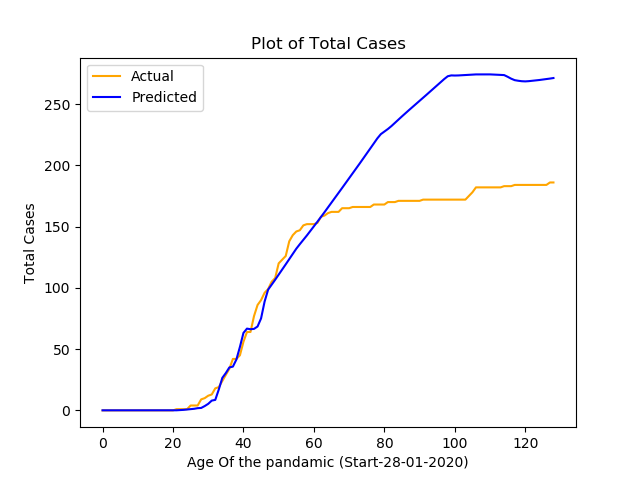 Plot of Total Cases
Actual
Predicted
250
200
150
100
50
0
Total Cases
0 20 40 60 80 100 120
Age Of the pandamic (Start-28-01-2020)